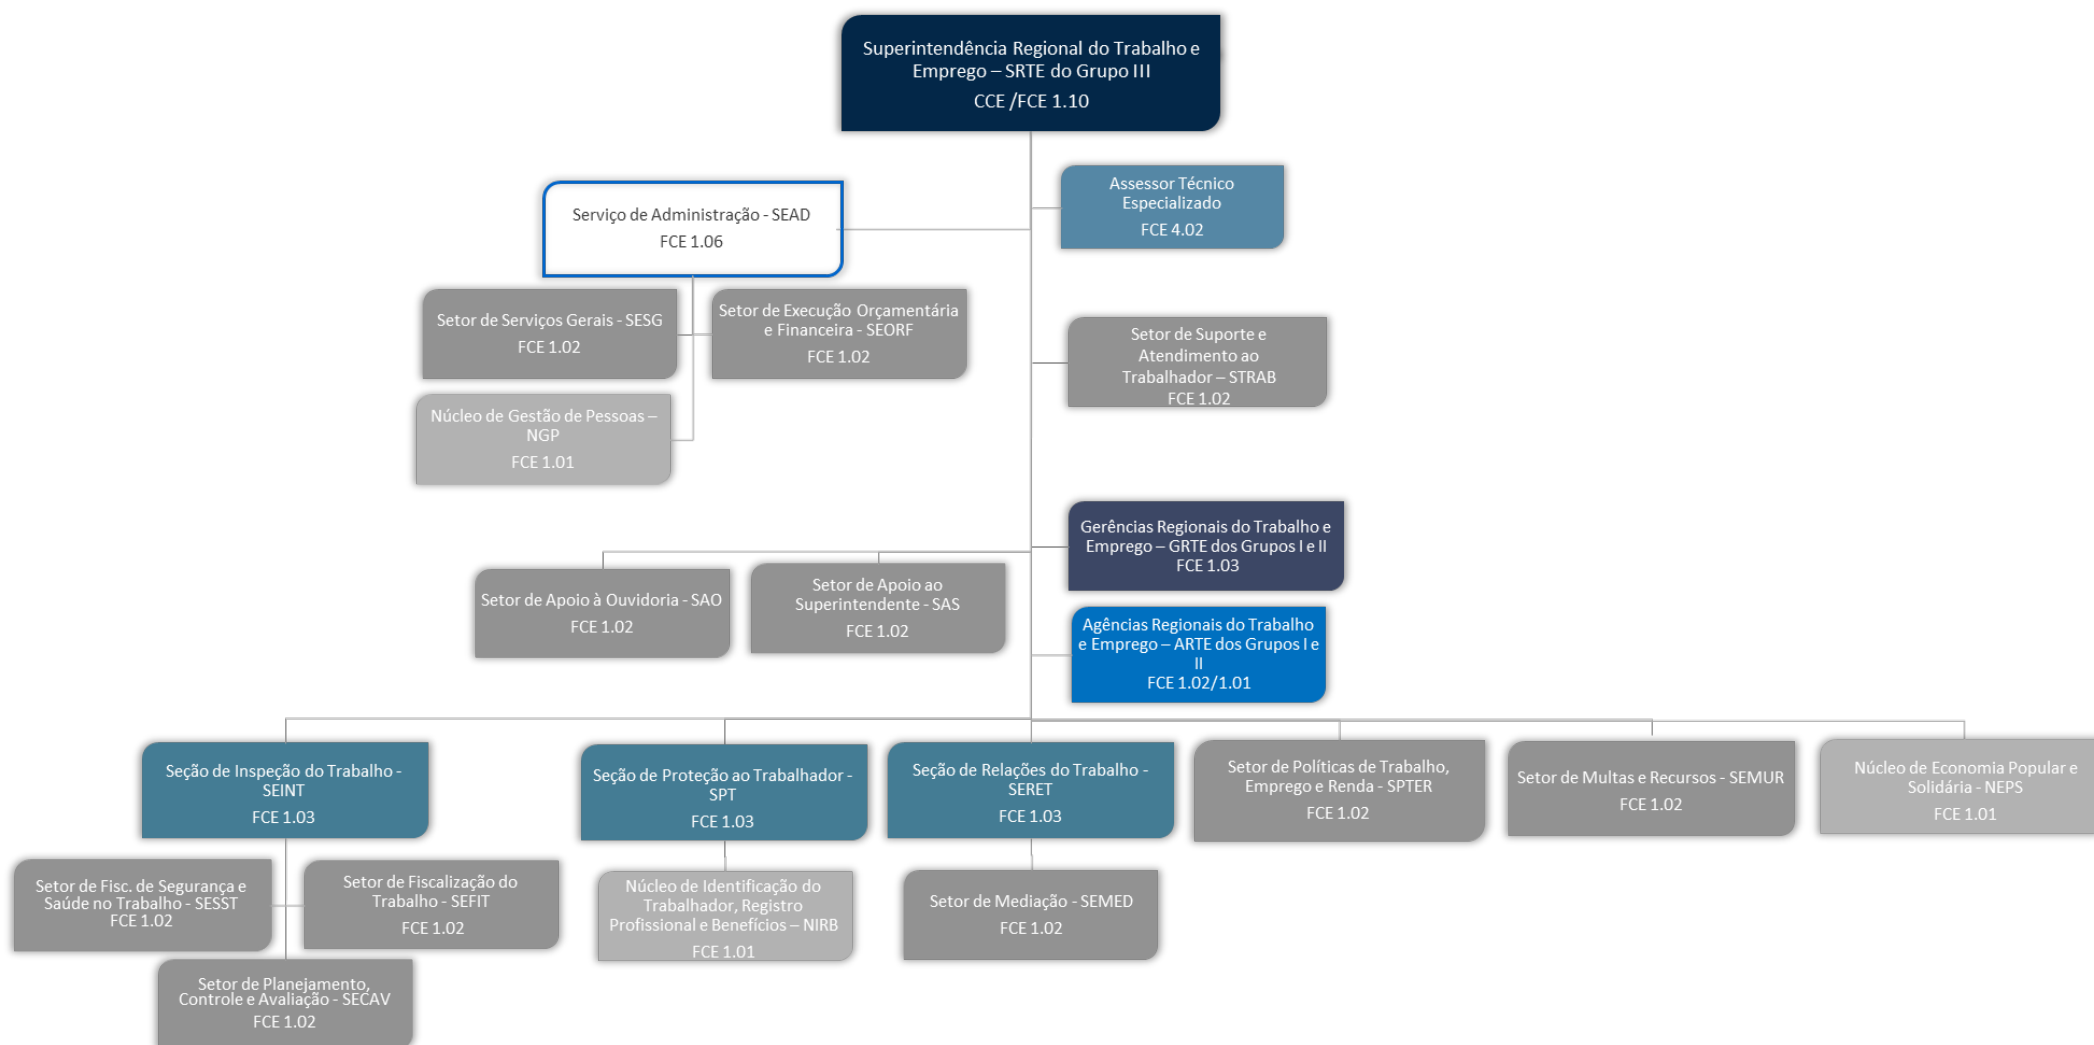 Superintendência Regional do Trabalho e
Emprego – SRTE do Grupo III
CCE /FCE 1.10
Assessor Técnico
Especializado
FCE 4.02
Serviço de Administração - SEAD
FCE 1.06
Setor de Serviços Gerais - SESG
FCE 1.02
Setor de Execução Orçamentária
e Financeira - SEORF
FCE 1.02
Setor de Suporte e
Atendimento ao
Trabalhador – STRAB
FCE 1.02
Núcleo de Gestão de Pessoas –
NGP
FCE 1.01
Gerências Regionais do Trabalho e
Emprego – GRTE dos Grupos I e II
FCE 1.03
Setor de Apoio à Ouvidoria - SAO
FCE 1.02
Setor de Apoio ao
Superintendente - SAS
FCE 1.02
Agências Regionais do Trabalho
e Emprego – ARTE dos Grupos I e
II
FCE 1.02/1.01
Seção de Inspeção do Trabalho -
SEINT
FCE 1.03
Seção de Proteção ao Trabalhador -
SPT
FCE 1.03
Seção de Relações do Trabalho -
SERET
FCE 1.03
Setor de Políticas de Trabalho,
Emprego e Renda - SPTER
FCE 1.02
Setor de Multas e Recursos - SEMUR
FCE 1.02
Núcleo de Economia Popular e
Solidária - NEPS
FCE 1.01
Setor de Fisc. de Segurança e
Saúde no Trabalho - SESST
FCE 1.02
Setor de Fiscalização do
Trabalho - SEFIT
FCE 1.02
Núcleo de Identificação do
Trabalhador, Registro
Profissional e Benefícios – NIRB
FCE 1.01
Setor de Mediação - SEMED
FCE 1.02
Setor de Planejamento,
Controle e Avaliação - SECAV
FCE 1.02